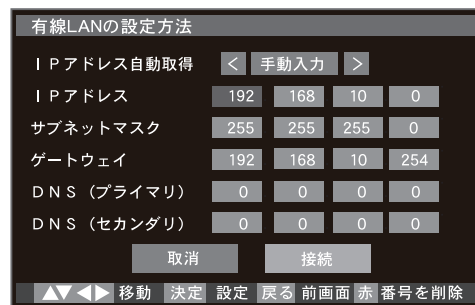 有線LANの設定方法
ＩＰアドレス自動取得 < 手動入力 >
ＩＰアドレス 192 168 10 0
サブネットマスク 255 255 255 0
ゲートウェイ 192 168 10 254
ＤＮＳ（プライマリ） 0 0 0 0
ＤＮＳ（セカンダリ） 0 0 0 0
取消 接続
▲▼◀▶ 移動 決定 設定 戻る 前画面 赤 番号を削除